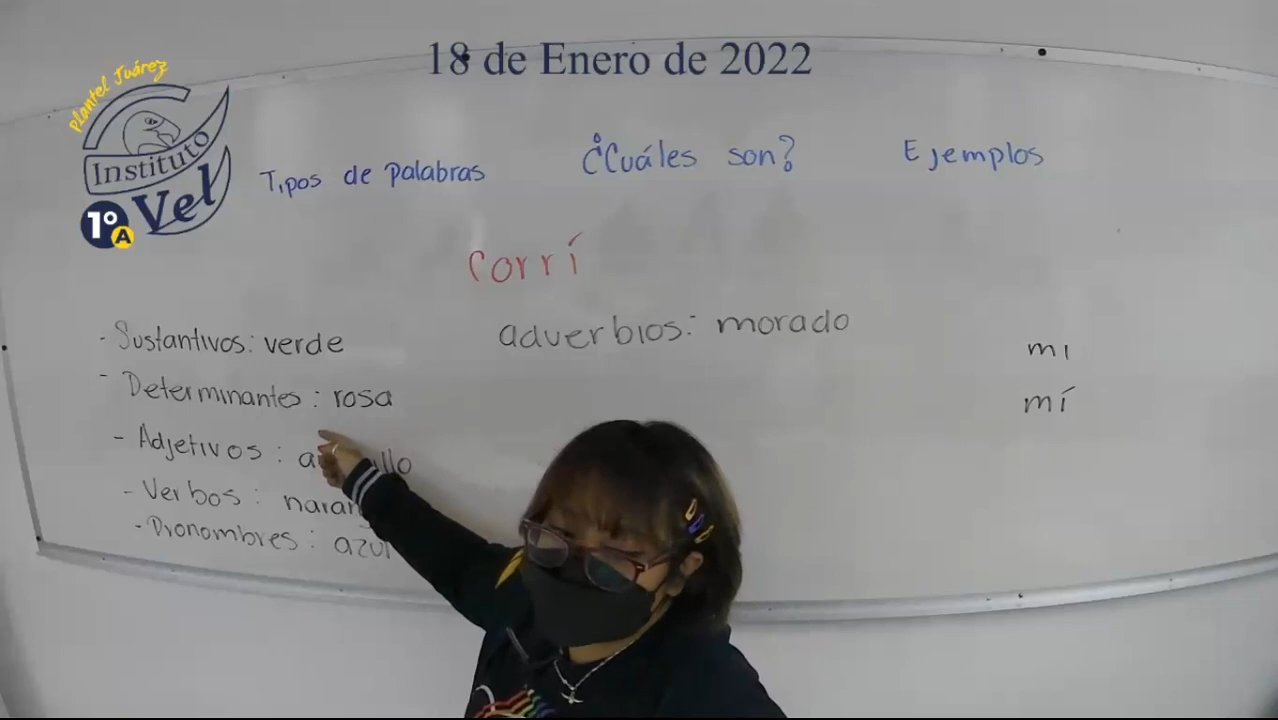 18 de Enero de 2022
Plantel Juárez
Instituto
Vel
1° A
Tipos de palabras
¿Cuáles son?
Ejemplos
corrí
- Sustantivos: verde
adverbios: morado
mi
- Determinantes: rosa
mí
- Adjetivos:
- Verbos:
- Pronombres: azul